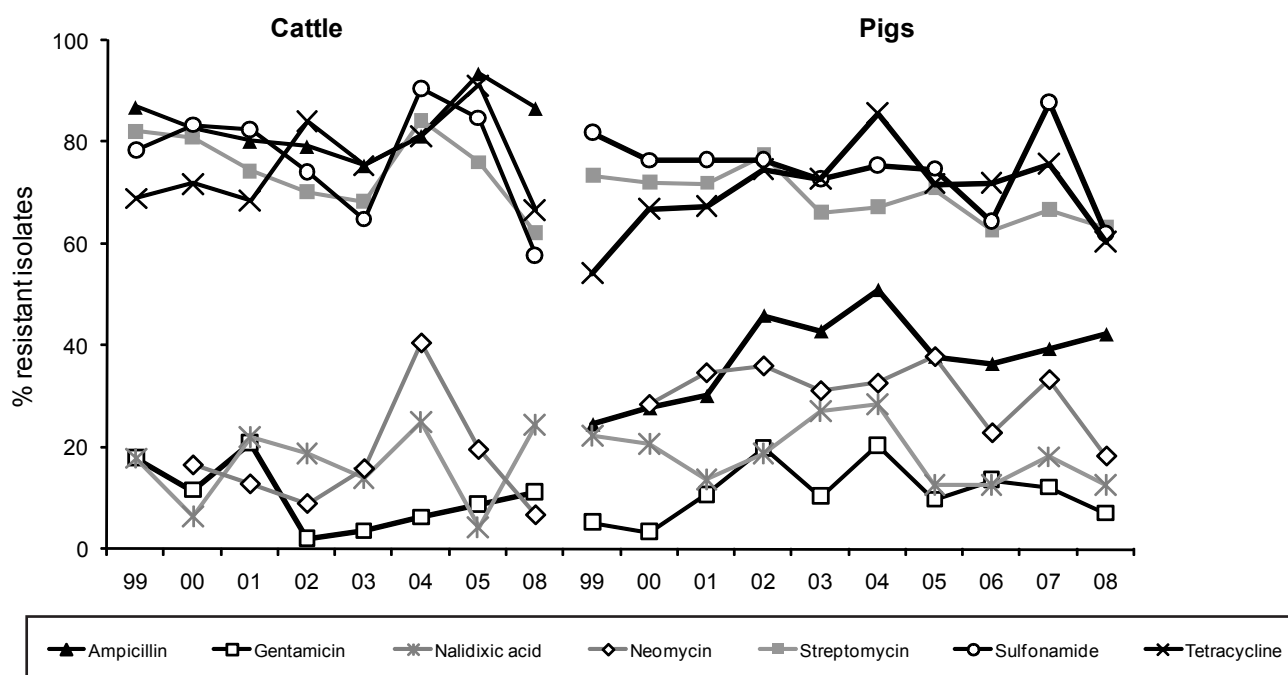 Cattle
Pigs
% resistant isolates
100
80
60
40
20
0
99 00 01 02 03 04 05 08 99 00 01 02 03 04 05 06 07 08
Ampicillin Gentamicin Nalidixic acid Neomycin Streptomycin Sulfonamide Tetracycline